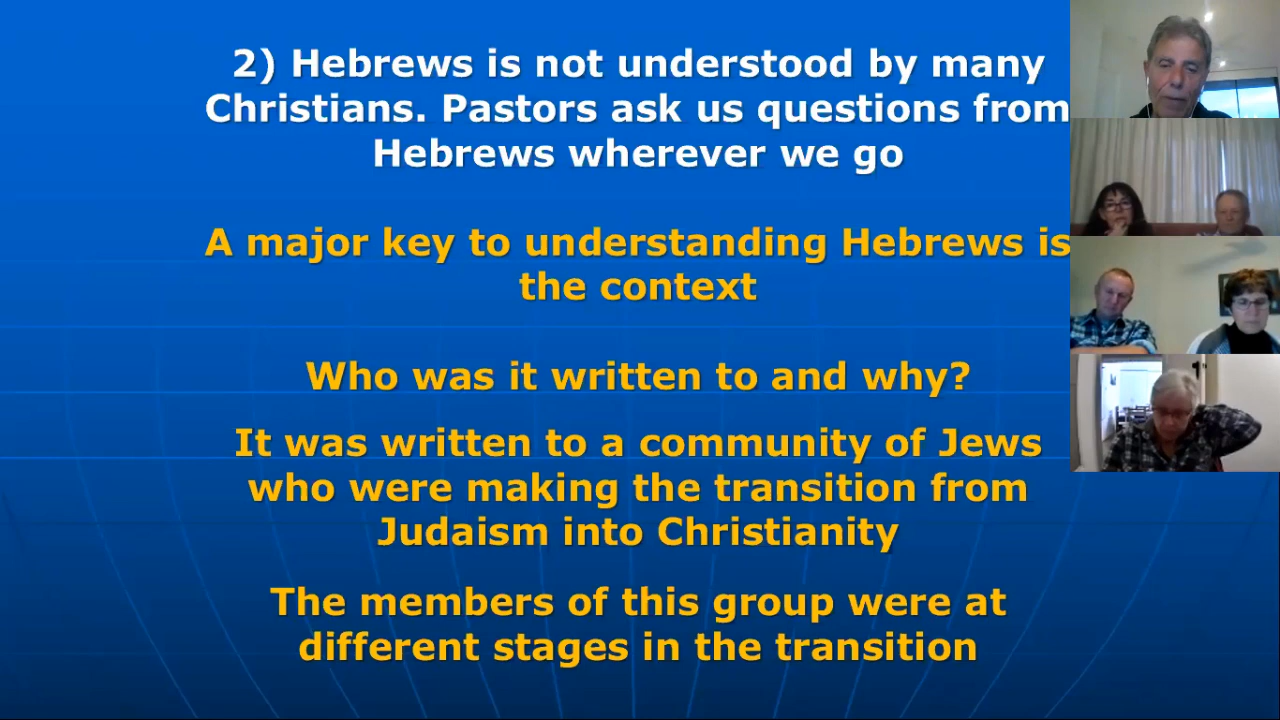 2) Hebrews is not understood by many
Christians. Pastors ask us questions from
Hebrews wherever we go
A major key to understanding Hebrews is
the context
Who was it written to and why?
It was written to a community of Jews
who were making the transition from
Judaism into Christianity
The members of this group were at
different stages in the transition